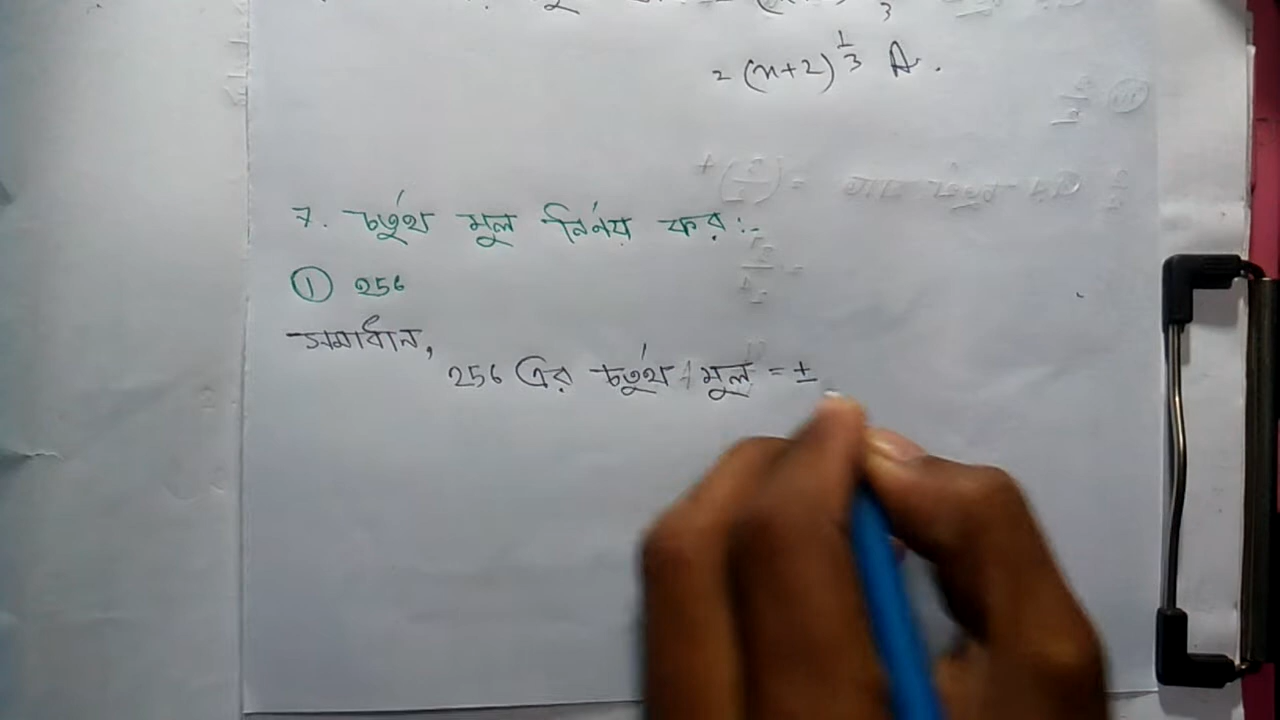 = (x+2)^{1/3} A.
7. চতুর্থ মূল নির্ণয় কর :-
① 256
সমাধান,
256 এর চতুর্থ মূল = ±